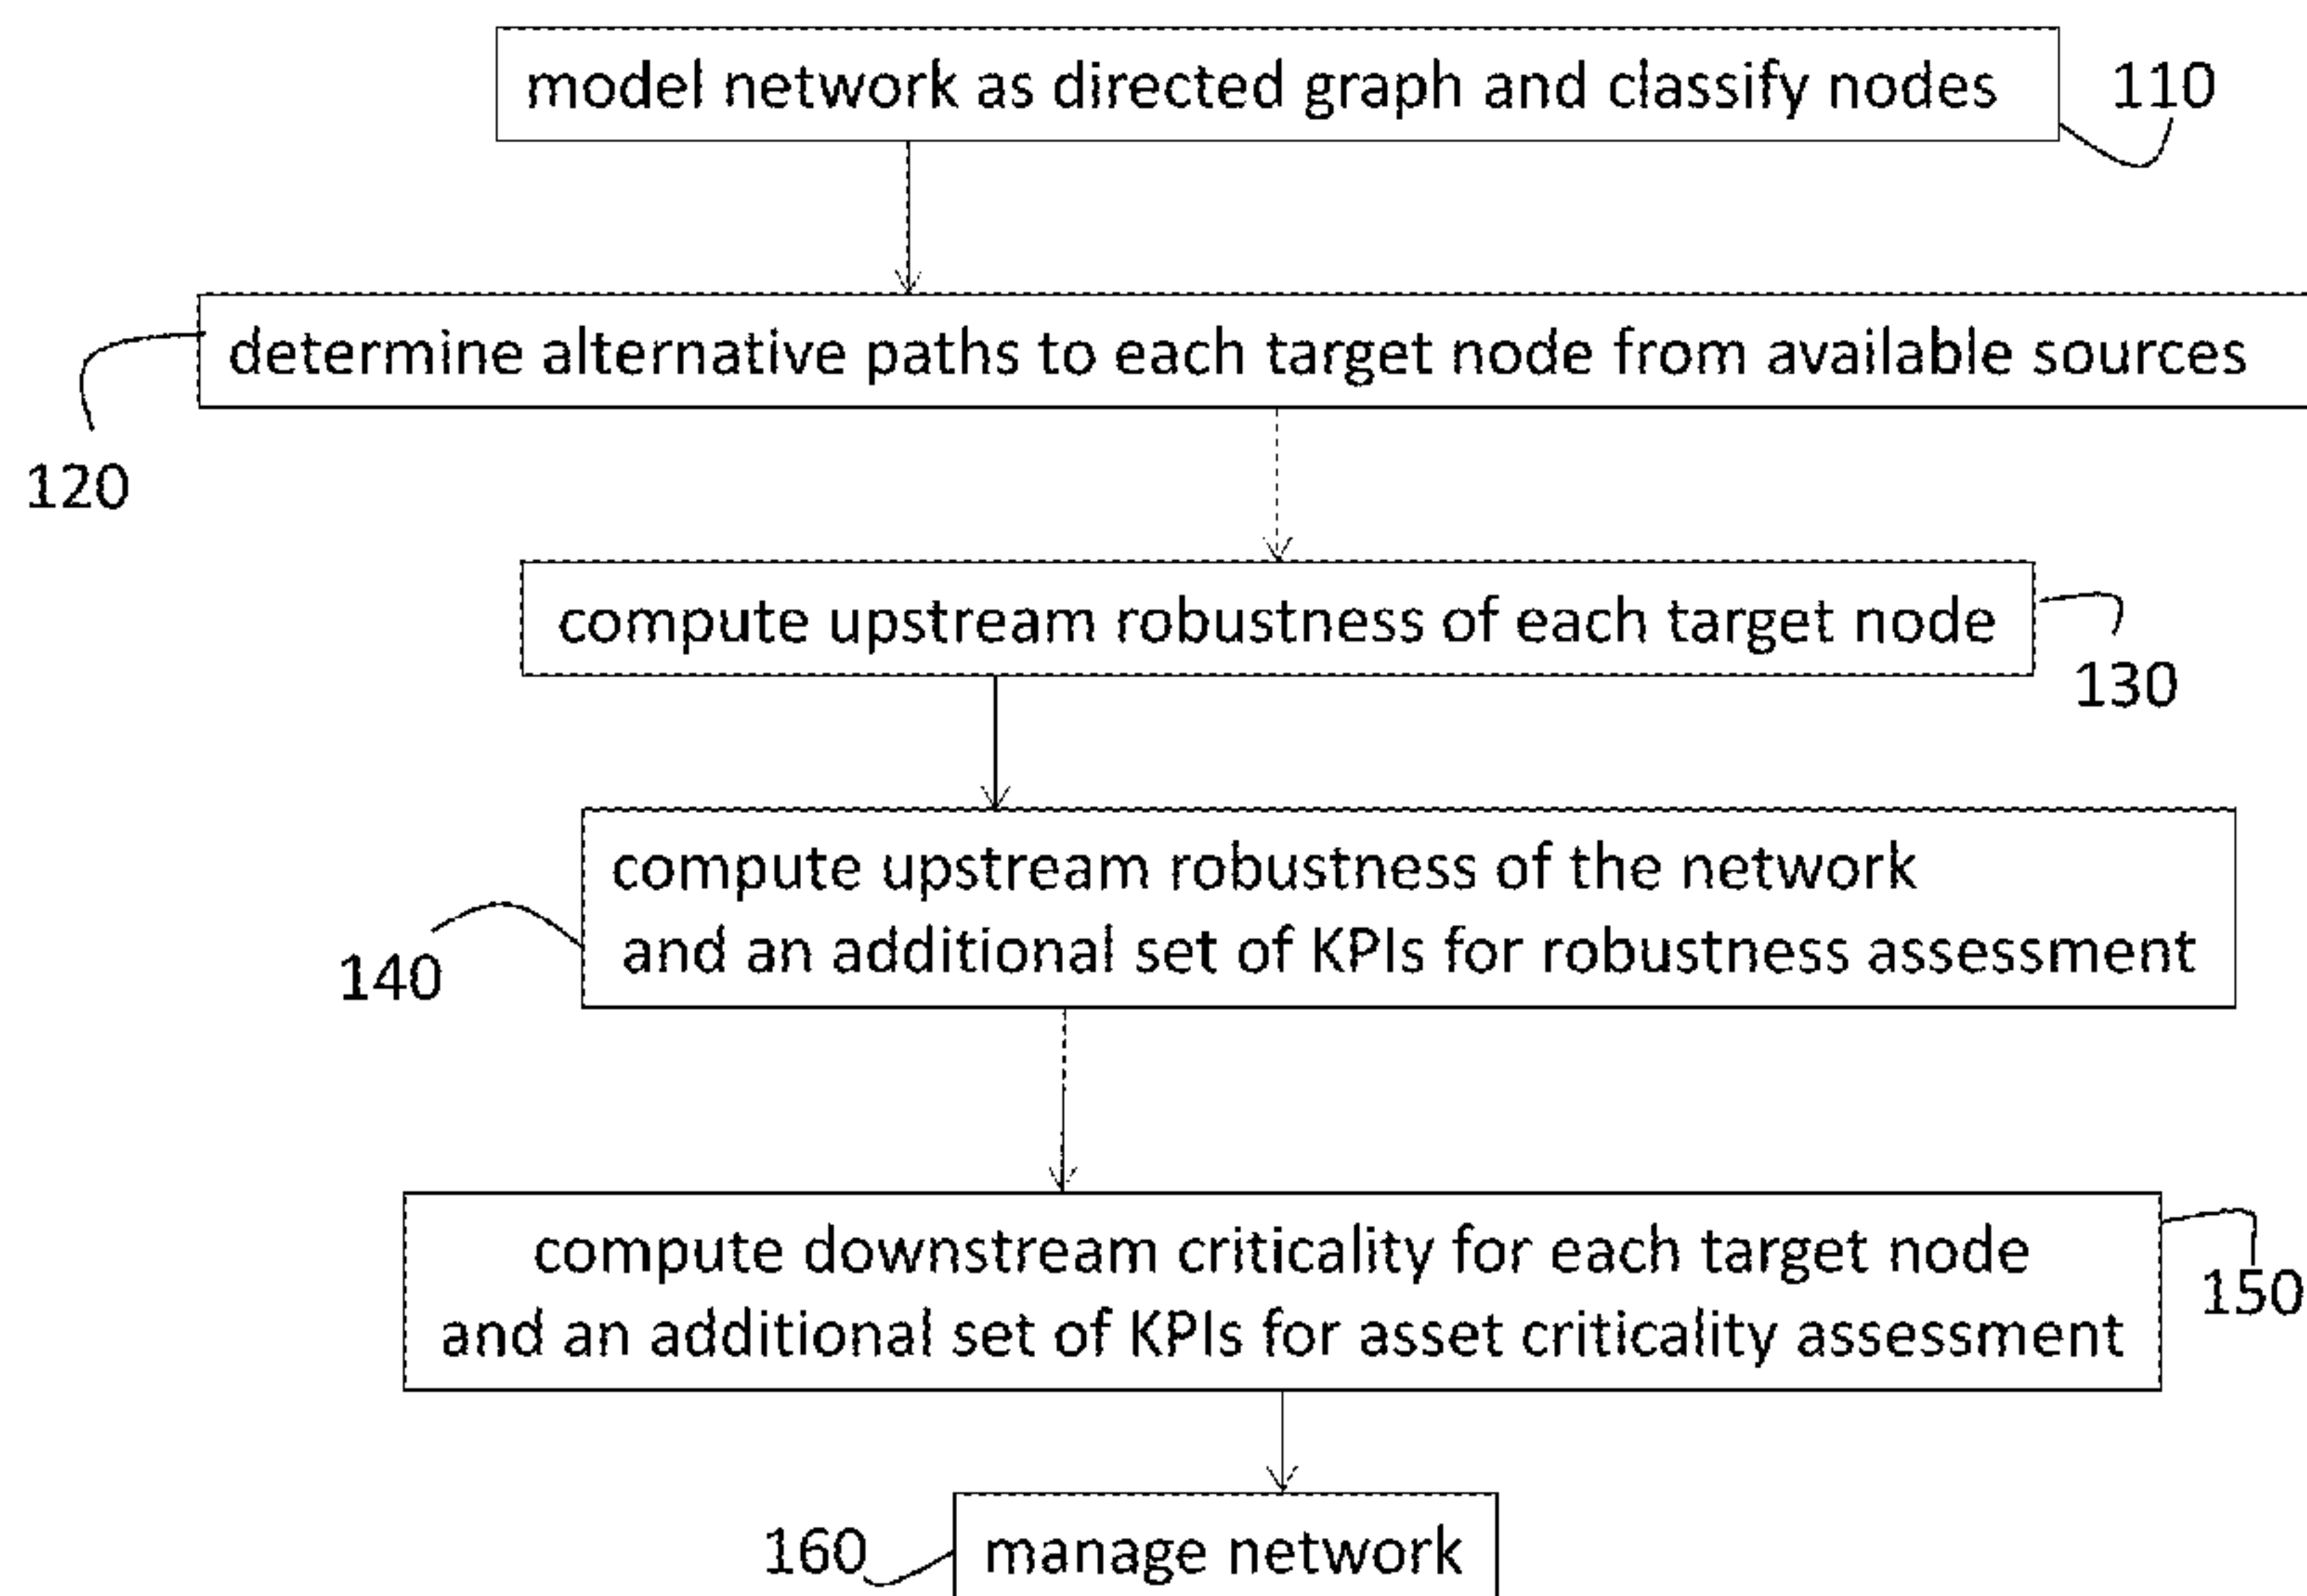 model network as directed graph and classify nodes
110
determine alternative paths to each target node from available sources
120
compute upstream robustness of each target node
130
compute upstream robustness of the network
and an additional set of KPIs for robustness assessment
140
compute downstream criticality for each target node
and an additional set of KPIs for asset criticality assessment
150
160
manage network